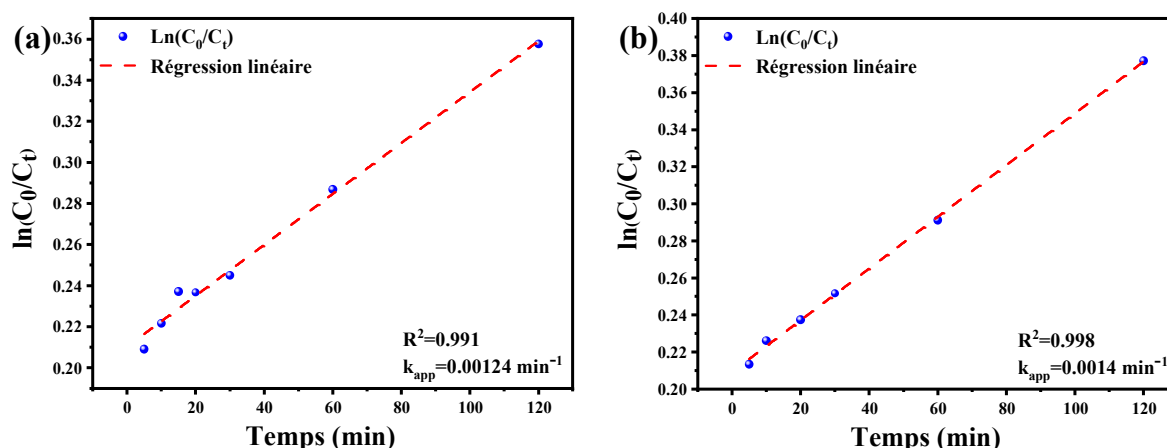 (a)
Ln(C₀/Cₜ)
Régression linéaire
ln(C₀/Cₜ)
0.36
0.34
0.32
0.30
0.28
0.26
0.24
0.22
0.20
R²=0.991
kₐₚₚ=0.00124 min⁻¹
0 20 40 60 80 100 120
Temps (min)
(b)
Ln(C₀/Cₜ)
Régression linéaire
ln(C₀/Cₜ)
0.40
0.38
0.36
0.34
0.32
0.30
0.28
0.26
0.24
0.22
0.20
R²=0.998
kₐₚₚ=0.0014 min⁻¹
0 20 40 60 80 100 120
Temps (min)